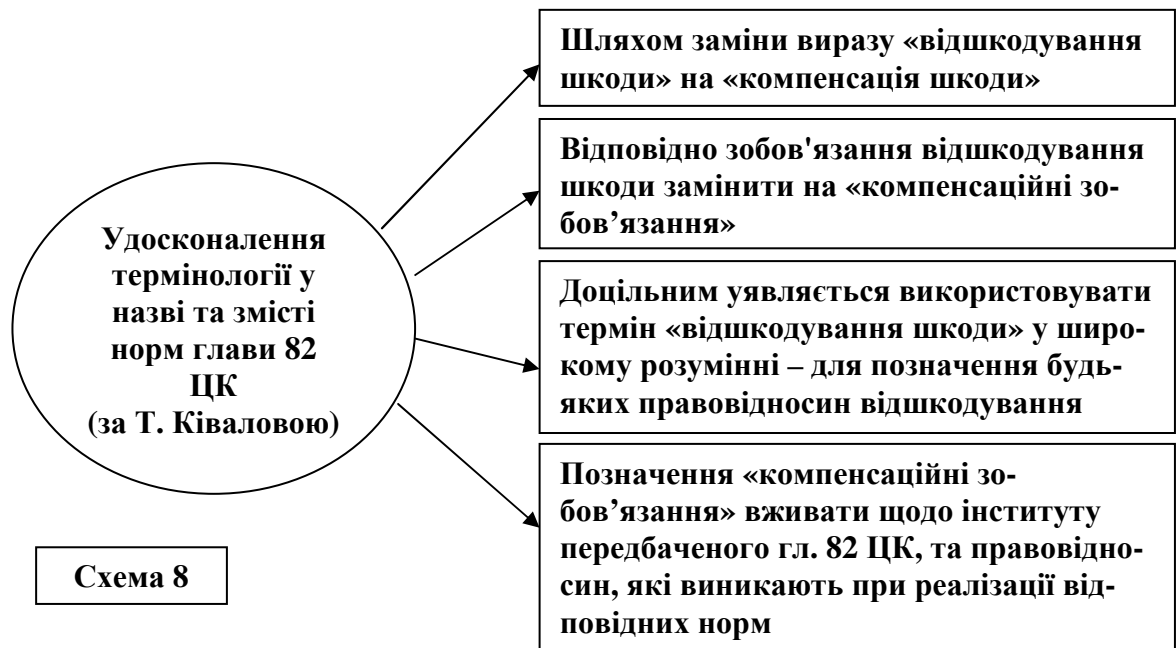 Удосконалення
термінології у
назві та змісті
норм глави 82
ЦК
(за Т. Ківаловою)
Шляхом заміни виразу «відшкодування
шкоди» на «компенсація шкоди»
Відповідно зобов'язання відшкодування
шкоди замінити на «компенсаційні зо-
бов’язання»
Доцільним уявляється використовувати
термін «відшкодування шкоди» у широ-
кому розумінні – для позначення будь-
яких правовідносин відшкодування
Позначення «компенсаційні зо-
бов’язання» вживати щодо інституту
передбаченого гл. 82 ЦК, та правовідно-
син, які виникають при реалізації від-
повідних норм
Схема 8